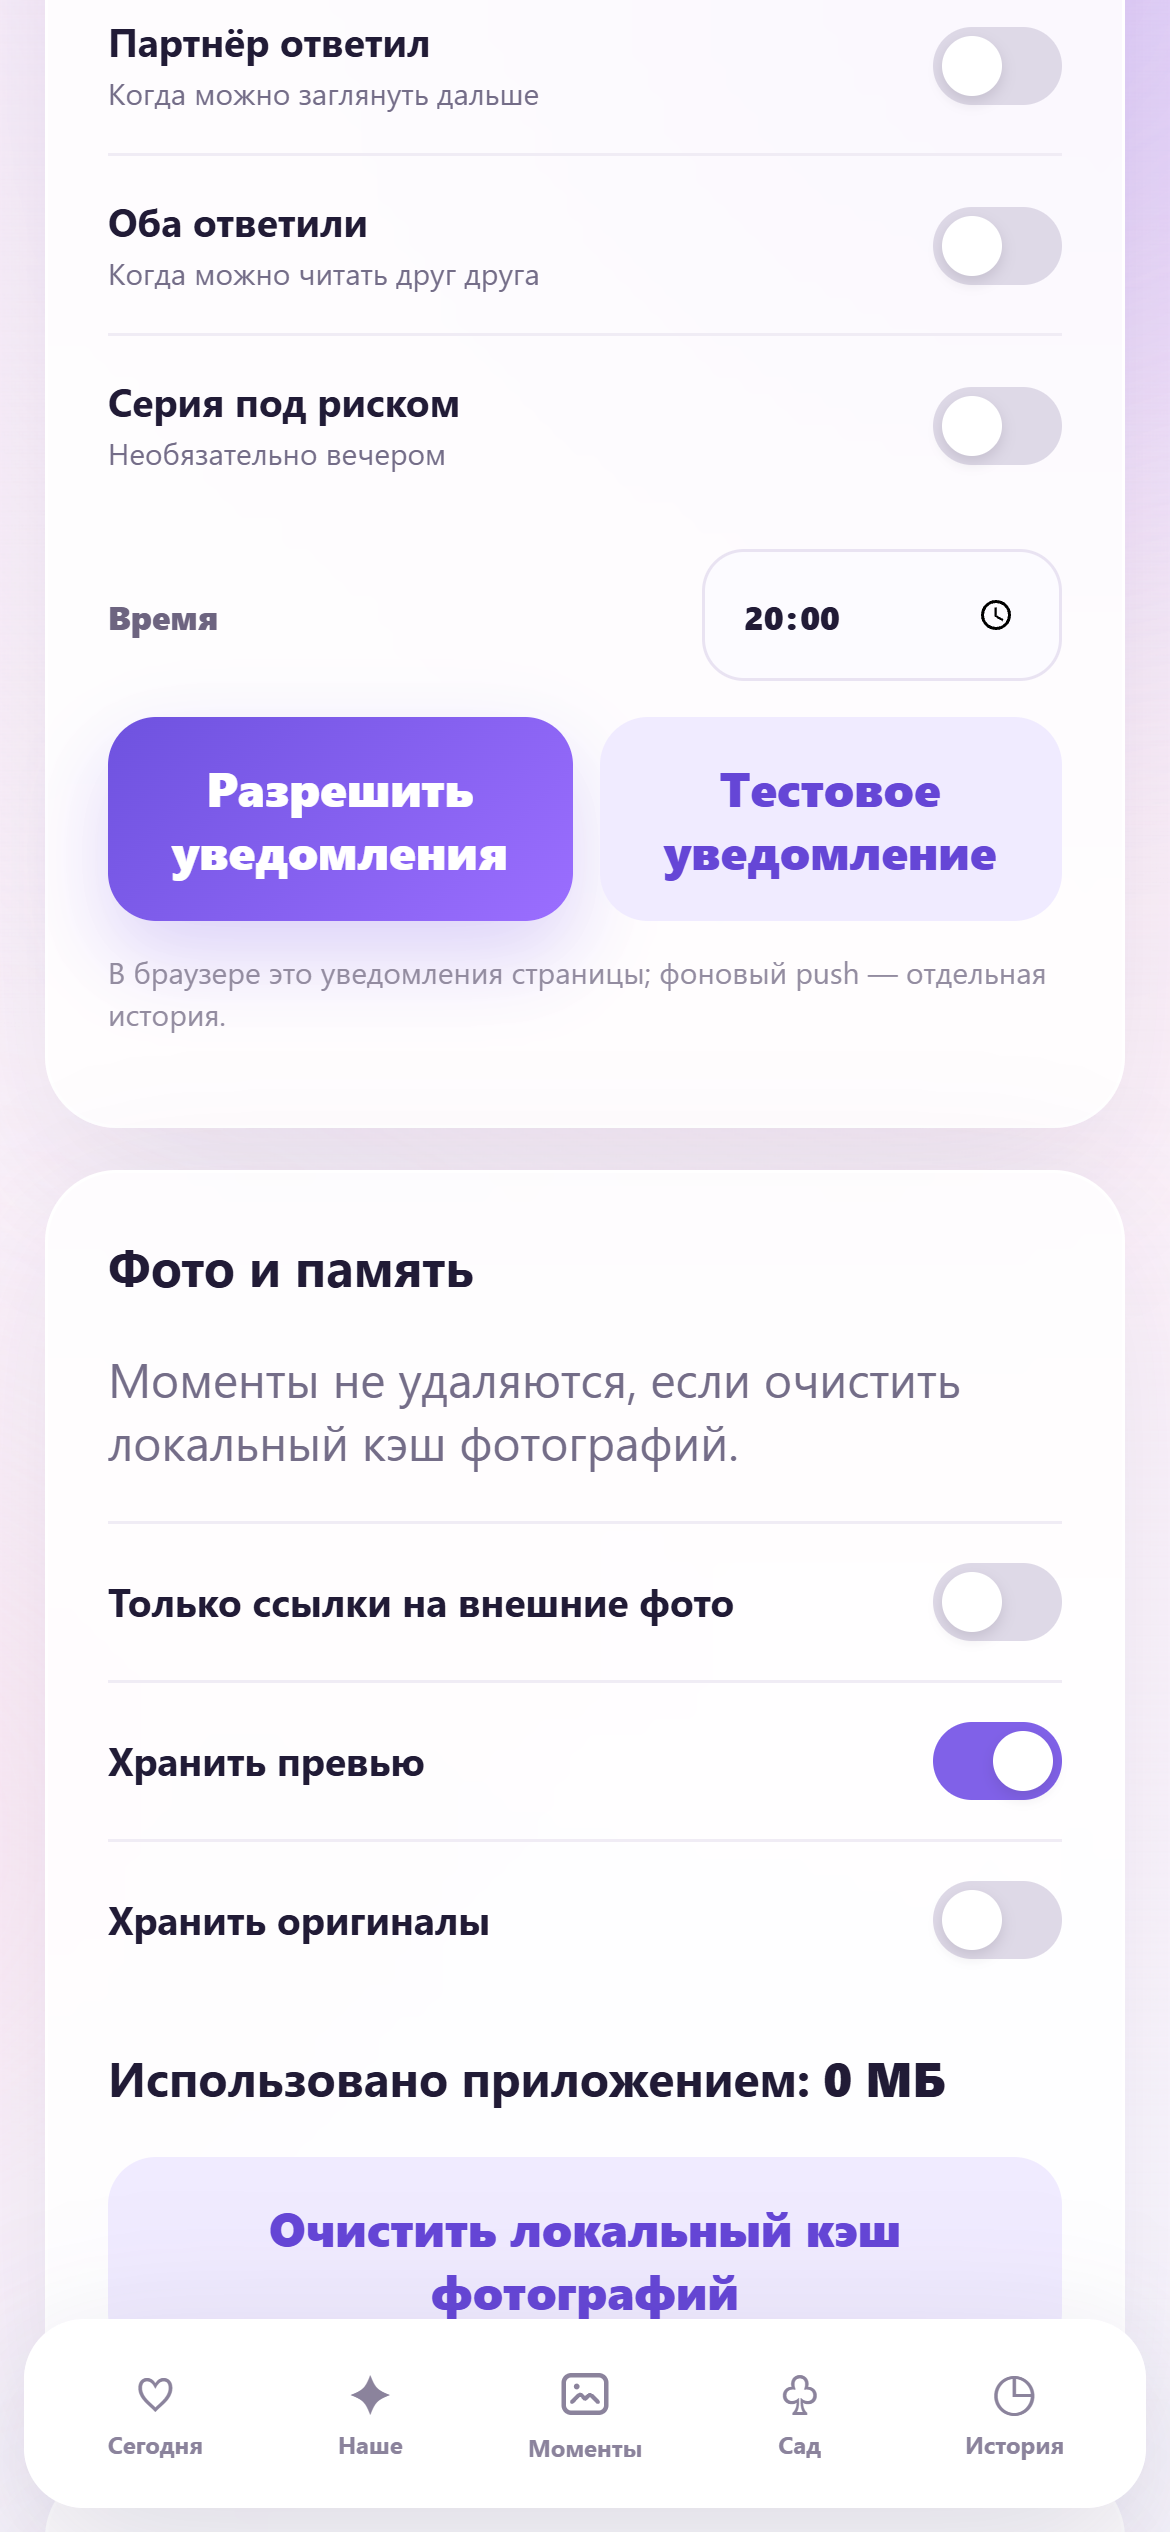 Партнёр ответил
Когда можно заглянуть дальше
Оба ответили
Когда можно читать друг друга
Серия под риском
Необязательно вечером
Время
20:00
Разрешить
уведомления
Тестовое
уведомление
В браузере это уведомления страницы; фоновый push — отдельная
история.
Фото и память
Моменты не удаляются, если очистить
локальный кэш фотографий.
Только ссылки на внешние фото
Хранить превью
Хранить оригиналы
Использовано приложением: 0 МБ
Очистить локальный кэш
фотографий
Сегодня
Наше
Моменты
Сад
История